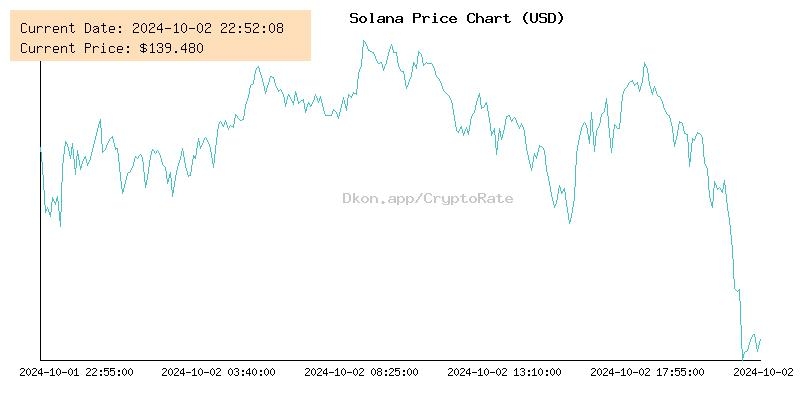 Solana Price Chart (USD)
Current Date: 2024-10-02 22:52:08
Current Price: $139.480
Dkon.app/CryptoRate
2024-10-01 22:55:00 2024-10-02 03:40:00 2024-10-02 08:25:00 2024-10-02 13:10:00 2024-10-02 17:55:00 2024-10-02